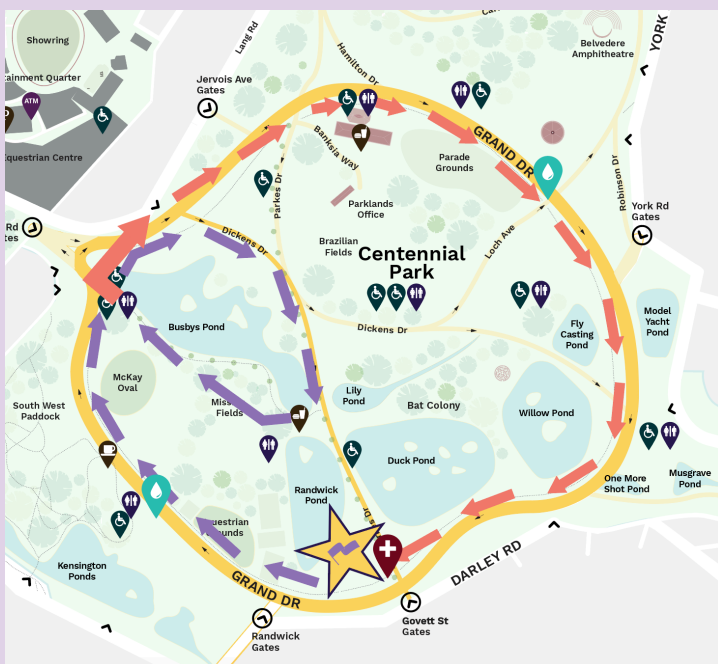 Showring
Lang Rd
Hamilton Dr
YORK
Belvedere
Amphitheatre
tainment Quarter
ATM
Jervois Ave
Gates
Equestrian Centre
Banksia Way
GRAND DR
Parade
Grounds
Robinson Dr
Parkes Dr
Parklands
Office
York Rd
Gates
Rd
tes
Dickens Dr
Brazilian
Fields
Centennial
Park
Loch Ave
Busbys Pond
Dickens Dr
Fly
Casting
Pond
Model
Yacht
Pond
McKay
Oval
South West
Paddock
Miss
Fields
Lily
Pond
Bat Colony
Willow Pond
Duck Pond
Randwick
Pond
One More
Shot Pond
Musgrave
Pond
uestrian
unds
es Dr
Kensington
Ponds
GRAND DR
DARLEY RD
Randwick
Gates
Govett St
Gates